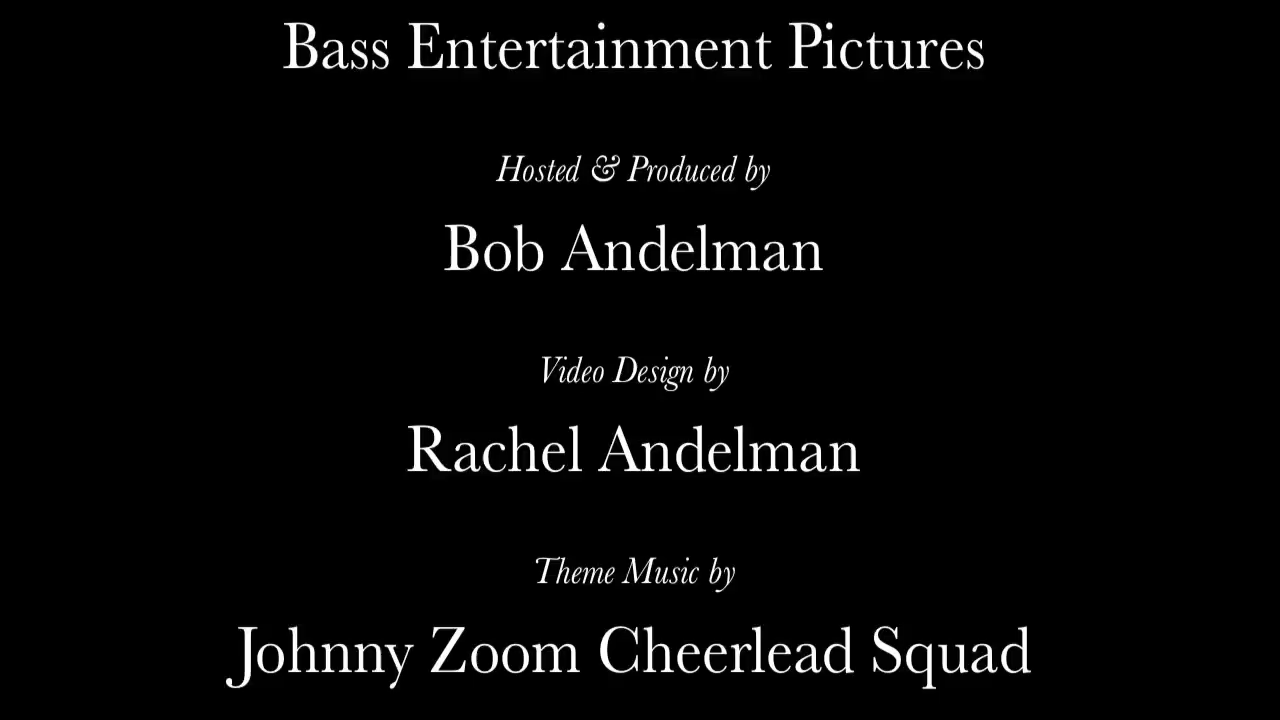 Bass Entertainment Pictures
Hosted & Produced by
Bob Andelman
Video Design by
Rachel Andelman
Theme Music by
Johnny Zoom Cheerlead Squad